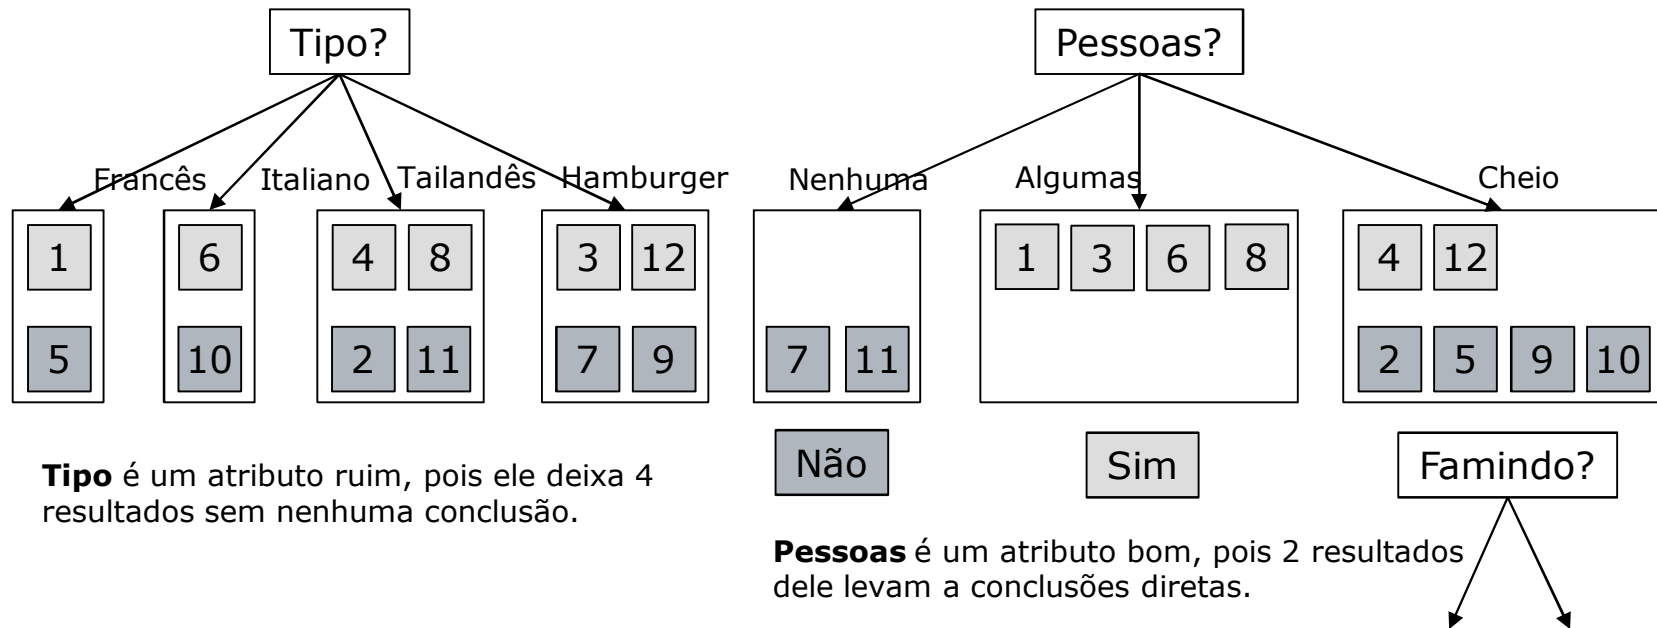 Tipo?
Francês Italiano Tailandês Hamburger
1 6 4 8 3 12
5 10 2 11 7 9
Tipo é um atributo ruim, pois ele deixa 4
resultados sem nenhuma conclusão.
Pessoas?
Nenhuma Algumas Cheio
1 3 6 8 4 12
7 11 2 5 9 10
Não Sim Famindo?
Pessoas é um atributo bom, pois 2 resultados
dele levam a conclusões diretas.